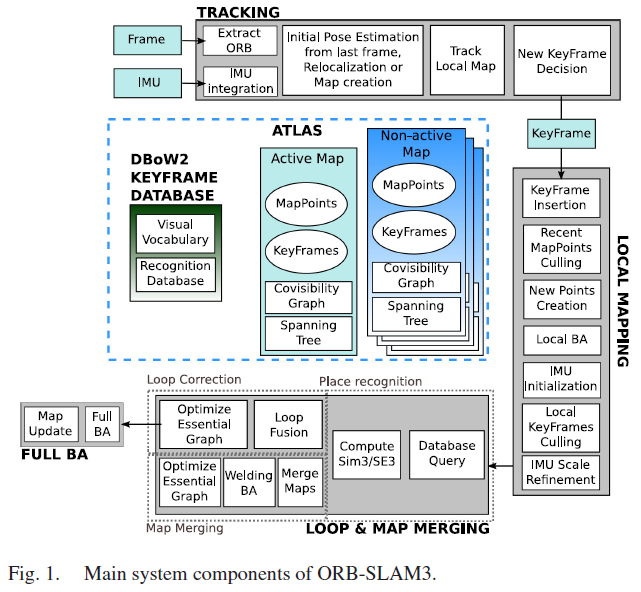 TRACKING
Frame
IMU
Extract
ORB
IMU
integration
Initial Pose Estimation
from last frame,
Relocalization or
Map creation
Track
Local Map
New KeyFrame
Decision
KeyFrame
ATLAS
DBoW2
KEYFRAME
DATABASE
Visual
Vocabulary
Recognition
Database
Active Map
MapPoints
KeyFrames
Covisibility
Graph
Spanning
Tree
Non-active
Map
MapPoints
KeyFrames
Covisibility
Graph
Spanning
Tree
LOCAL MAPPING
KeyFrame
Insertion
Recent
MapPoints
Culling
New Points
Creation
Local BA
IMU
Initialization
Local
KeyFrames
Culling
IMU Scale
Refinement
Loop Correction
Place recognition
Optimize
Essential
Graph
Loop
Fusion
Compute
Sim3/SE3
Database
Query
Optimize
Essential
Graph
Welding
BA
Merge
Maps
Map Merging
LOOP & MAP MERGING
Map
Update
Full
BA
FULL BA
Fig. 1. Main system components of ORB-SLAM3.